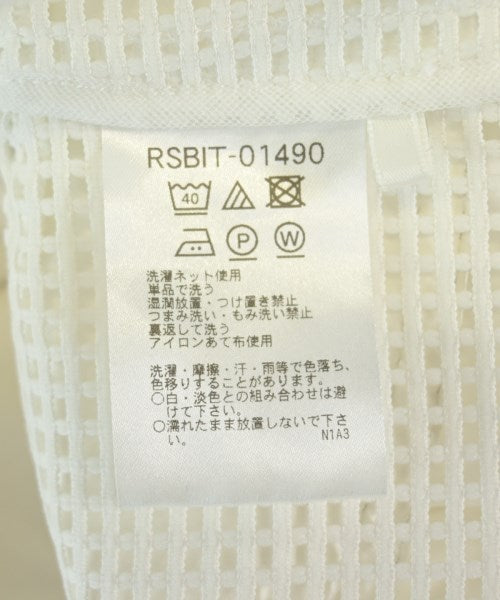 RSBIT-01490
40
P W
洗濯ネット使用
単品で洗う
湿潤放置・つけ置き禁止
つまみ洗い・もみ洗い禁止
裏返して洗う
アイロンあて布使用
洗濯・摩擦・汗・雨等で色落ち、
色移りすることがあります。
○白・淡色との組み合わせは避
けて下さい。
○濡れたまま放置しないで下さ
い。
N1A3